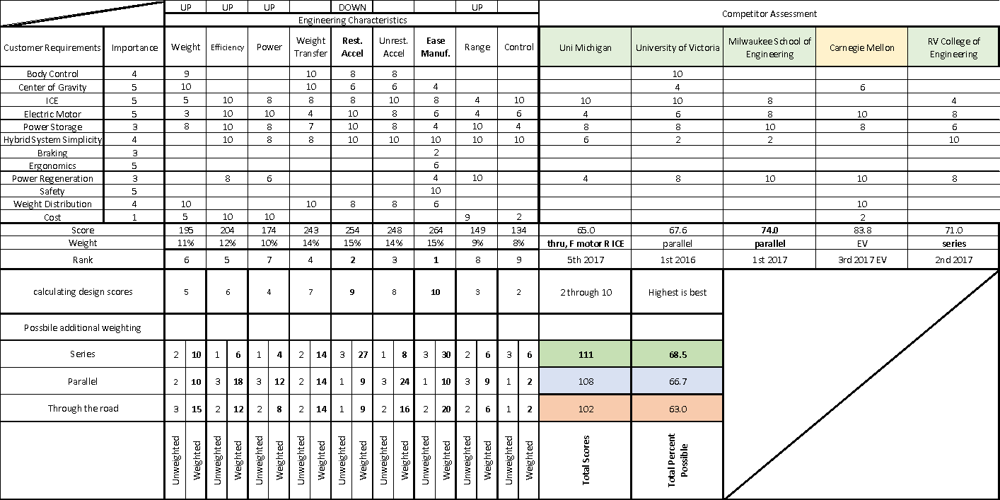 UP UP UP DOWN UP
Engineering Characteristics Competitor Assessment
Customer Requirements Importance Weight Efficiency Power Weight Transfer Rest. Accel Unrest. Accel Ease Manuf. Range Control Uni Michigan University of Victoria Milwaukee School of Engineering Carnegie Mellon RV College of Engineering
Body Control 4 9 10 8 8 10
Center of Gravity 5 10 10 6 6 4 4 6
ICE 5 5 10 8 8 8 10 8 4 10 10 10 8 4
Electric Motor 5 3 10 10 4 10 8 6 4 6 4 6 8 10 8
Power Storage 3 8 10 8 7 10 8 4 10 4 8 8 10 8 6
Hybrid System Simplicity 4 10 8 8 10 10 10 10 10 6 2 2 10
Braking 3 2
Ergonomics 5 6
Power Regeneration 3 8 6 4 10 4 8 10 10 8
Safety 5 10
Weight Distribution 4 10 10 8 8 6 10
Cost 1 5 10 10 9 2 2
Score 195 204 174 243 254 248 264 149 134 65.0 67.6 74.0 83.8 71.0
Weight 11% 12% 10% 14% 15% 14% 15% 9% 8% thru, F motor R ICE parallel parallel EV series
Rank 6 5 7 4 2 3 1 8 9 5th 2017 1st 2016 1st 2017 3rd 2017 EV 2nd 2017
calculating design scores 5 6 4 7 9 8 10 3 2 2 through 10 Highest is best
Possbile additional weighting
Series 2 10 1 6 1 4 2 14 3 27 1 8 3 30 2 6 3 6 111 68.5
Parallel 2 10 3 18 3 12 2 14 1 9 3 24 1 10 3 9 1 2 108 66.7
Through the road 3 15 2 12 2 8 2 14 1 9 2 16 2 20 2 6 1 2 102 63.0
Unweighted Weighted Unweighted Weighted Unweighted Weighted Unweighted Weighted Unweighted Weighted Unweighted Weighted Unweighted Weighted Unweighted Weighted Unweighted Weighted Total Scores Total Percent Possible